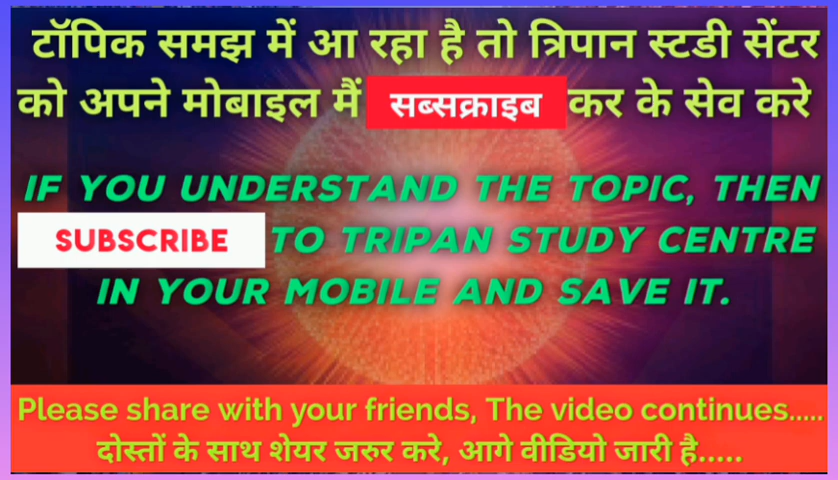 टॉपिक समझ में आ रहा है तो त्रिपान स्टडी सेंटर
को अपने मोबाइल मैं सब्सक्राइब कर के सेव करे
IF YOU UNDERSTAND THE TOPIC, THEN
SUBSCRIBE TO TRIPAN STUDY CENTRE
IN YOUR MOBILE AND SAVE IT.
Please share with your friends, The video continues.....
दोस्तों के साथ शेयर जरुर करे, आगे वीडियो जारी है.....